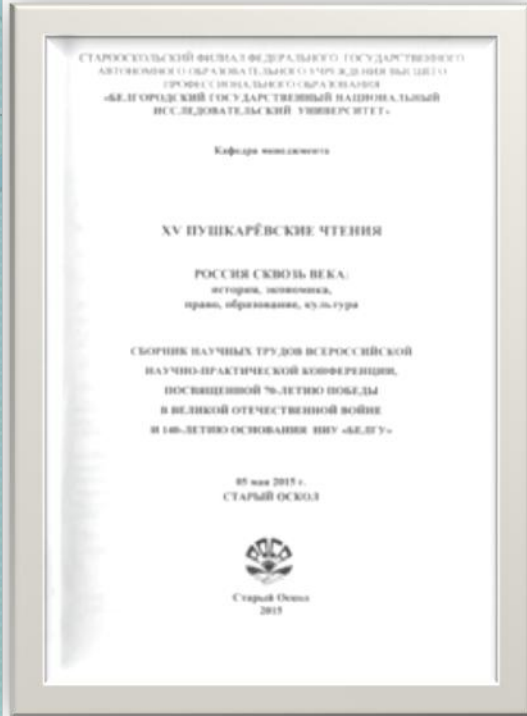 СТАРООСКОЛЬСКИЙ ФИЛИАЛ ФЕДЕРАЛЬНОГО ГОСУДАРСТВЕННОГО
АВТОНОМНОГО ОБРАЗОВАТЕЛЬНОГО УЧРЕЖДЕНИЯ ВЫСШЕГО
ПРОФЕССИОНАЛЬНОГО ОБРАЗОВАНИЯ
«БЕЛГОРОДСКИЙ ГОСУДАРСТВЕННЫЙ НАЦИОНАЛЬНЫЙ
ИССЛЕДОВАТЕЛЬСКИЙ УНИВЕРСИТЕТ»
Кафедра менеджмента
XV ПУШКАРЁВСКИЕ ЧТЕНИЯ
РОССИЯ СКВОЗЬ ВЕКА:
история, экономика,
право, образование, культура
СБОРНИК НАУЧНЫХ ТРУДОВ ВСЕРОССИЙСКОЙ
НАУЧНО-ПРАКТИЧЕСКОЙ КОНФЕРЕНЦИИ,
ПОСВЯЩЕННОЙ 70-ЛЕТИЮ ПОБЕДЫ
В ВЕЛИКОЙ ОТЕЧЕСТВЕННОЙ ВОЙНЕ
И 140-ЛЕТИЮ ОСНОВАНИЯ НИУ «БЕЛГУ»
05 мая 2015 г.
СТАРЫЙ ОСКОЛ
РОСА
Старый Оскол
2015